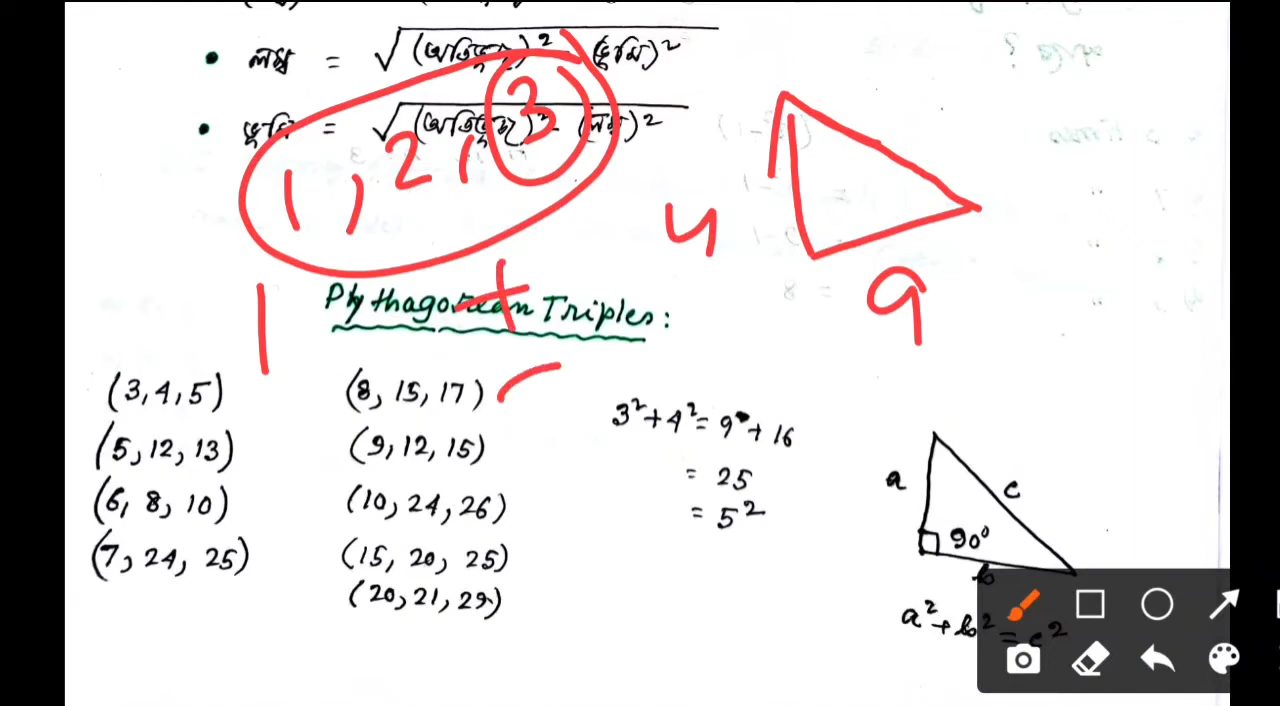 • লম্ব = √(অতিভুজ)² - (ভূমি)²
• ভূমি = √(অতিভুজ)² - (লম্ব)²
1, 2, 3
4
9
Phythagorean Triples:
(3,4,5) (8, 15, 17)
(5, 12, 13) (9, 12, 15)
(6, 8, 10) (10, 24, 26)
(7, 24, 25) (15, 20, 25)
(20, 21, 29)
3²+4² = 9+16
= 25
= 5²
a
c
90°
b
a²+b² = c²